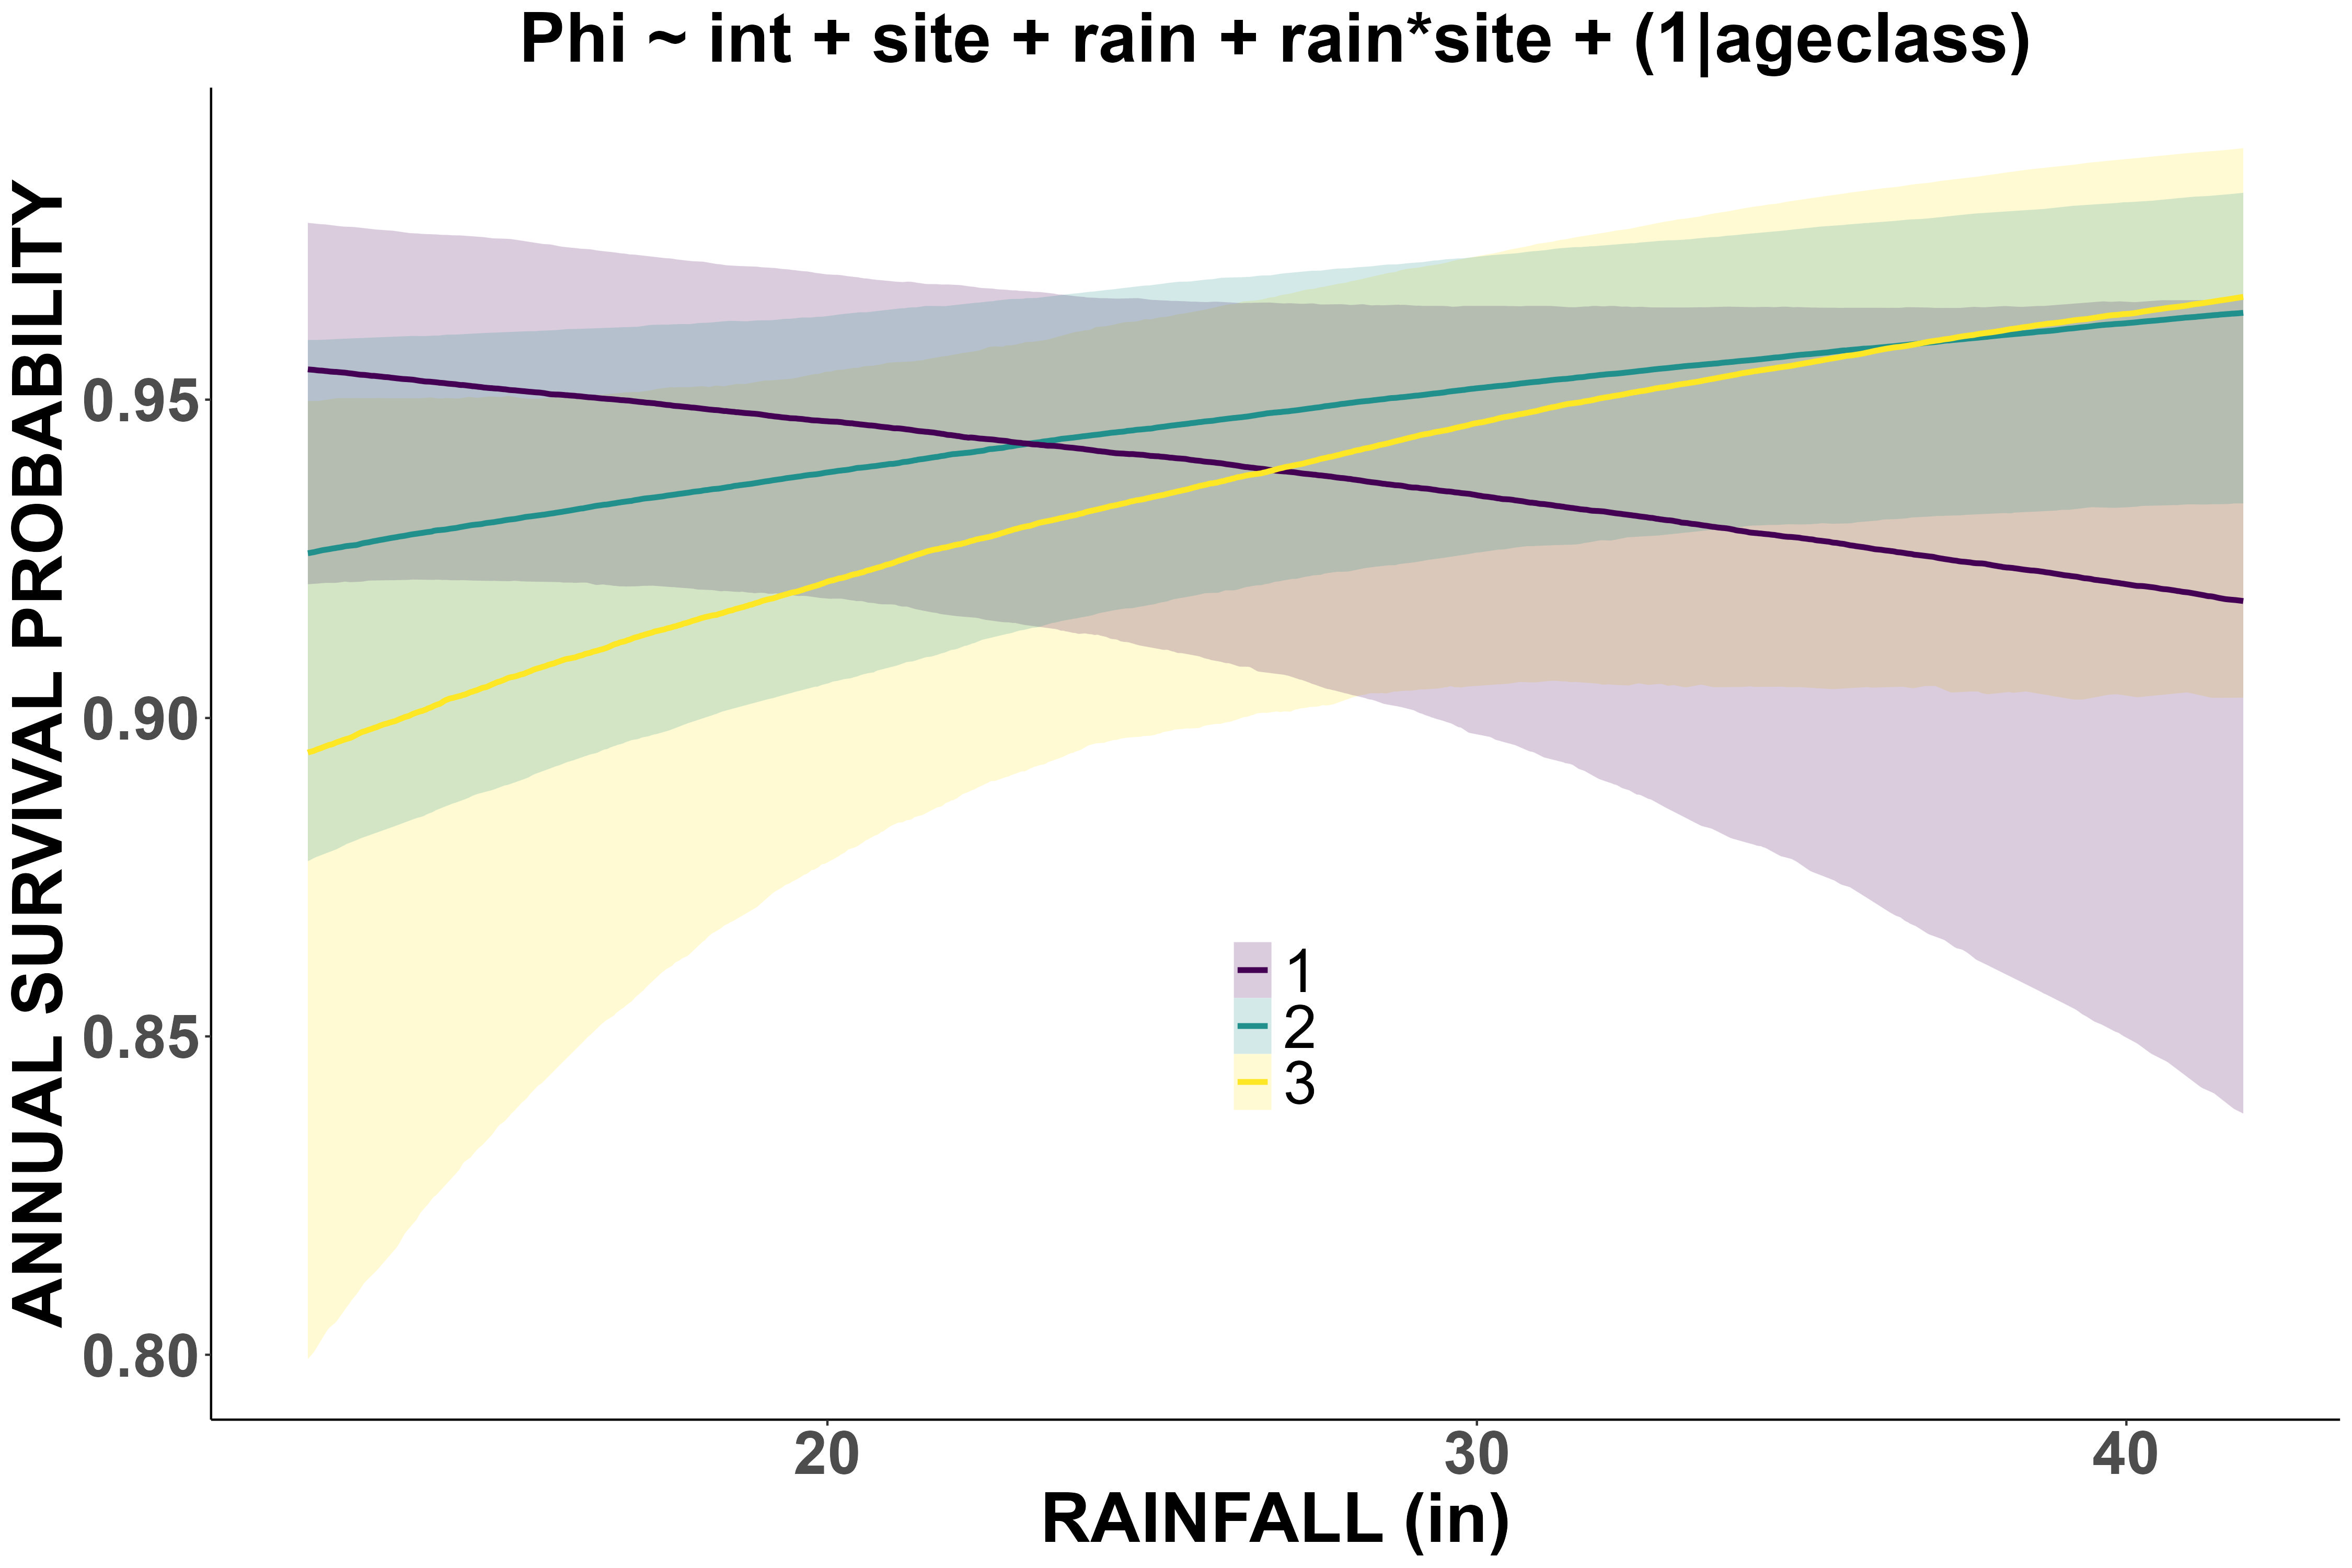 Phi ~ int + site + rain + rain*site + (1|ageclass)
ANNUAL SURVIVAL PROBABILITY
0.95
0.90
0.85
0.80
1
2
3
20 30 40
RAINFALL (in)